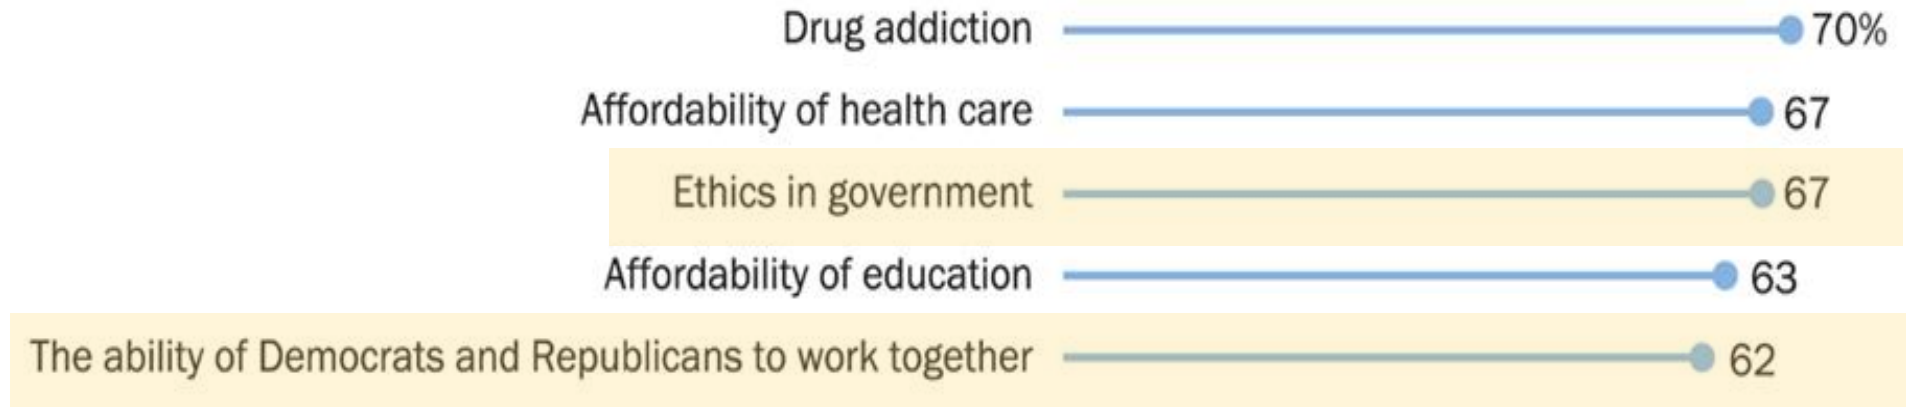 Drug addiction 70%
Affordability of health care 67
Ethics in government 67
Affordability of education 63
The ability of Democrats and Republicans to work together 62